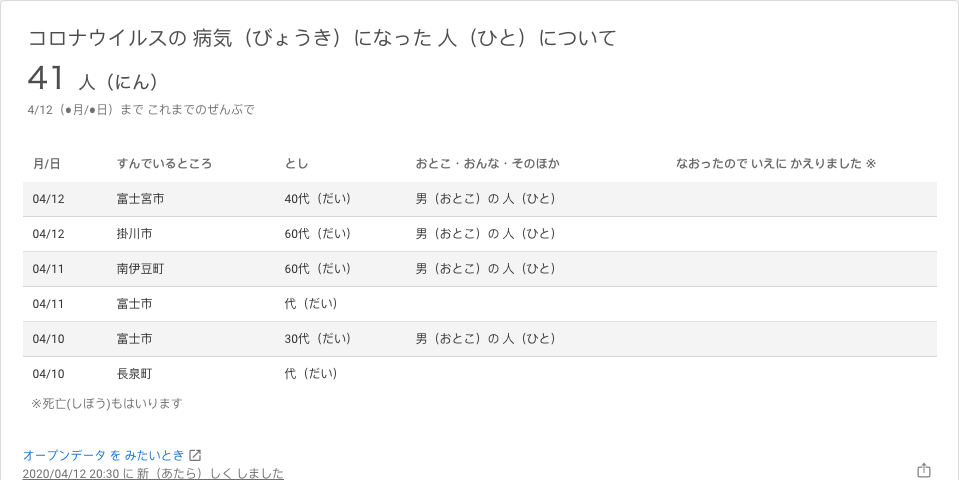 コロナウイルスの 病気（びょうき）になった 人（ひと）について
41 人（にん）
4/12（●月/●日）まで これまでのぜんぶで
月/日 すんでいるところ とし おとこ・おんな・そのほか なおったので いえに かえりました ※
04/12 富士宮市 40代（だい） 男（おとこ）の 人（ひと）
04/12 掛川市 60代（だい） 男（おとこ）の 人（ひと）
04/11 南伊豆町 60代（だい） 男（おとこ）の 人（ひと）
04/11 富士市 代（だい）
04/10 富士市 30代（だい） 男（おとこ）の 人（ひと）
04/10 長泉町 代（だい）
※死亡(しぼう)もはいります
オープンデータ を みたいとき
2020/04/12 20:30 に 新（あたら）しく しました